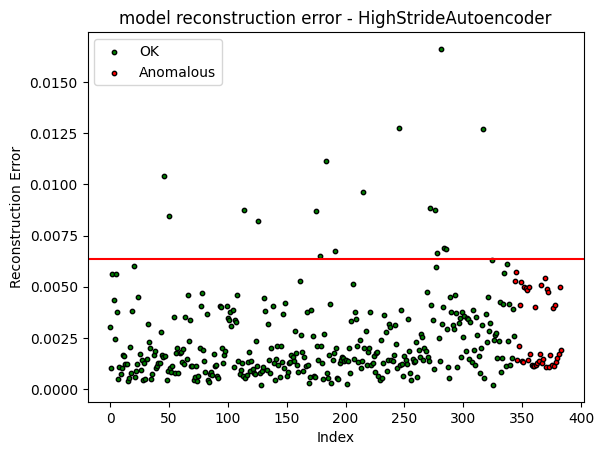 model reconstruction error - HighStrideAutoencoder
OK
Anomalous
0.0150
0.0125
0.0100
0.0075
0.0050
0.0025
0.0000
Reconstruction Error
0 50 100 150 200 250 300 350 400
Index